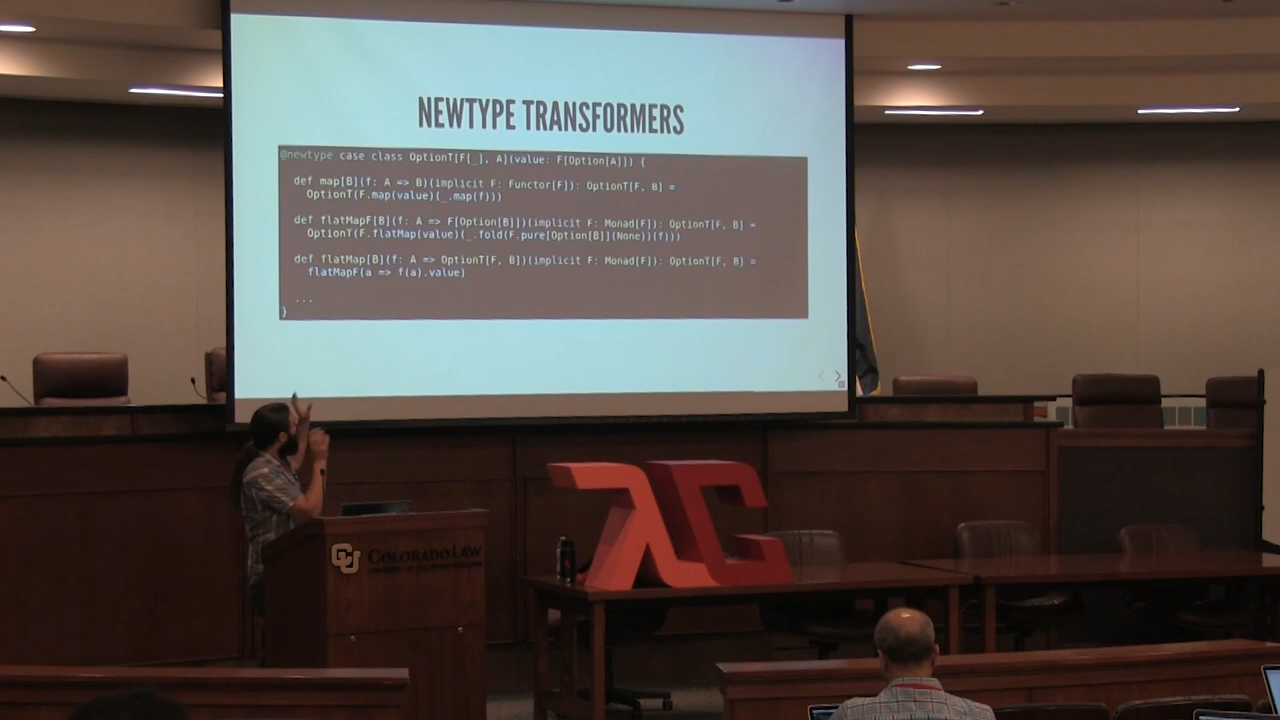 NEWTYPE TRANSFORMERS
@newtype case class OptionT[F[_], A](value: F[Option[A]]) {
def map[B](f: A => B)(implicit F: Functor[F]): OptionT[F, B] =
OptionT(F.map(value)(_.map(f)))
def flatMapF[B](f: A => F[Option[B]])(implicit F: Monad[F]): OptionT[F, B] =
OptionT(F.flatMap(value)(_.fold(F.pure[Option[B]](None))(f)))
def flatMap[B](f: A => OptionT[F, B])(implicit F: Monad[F]): OptionT[F, B] =
flatMapF(a => f(a).value)
...
}
CU COLORADO LAW
λC